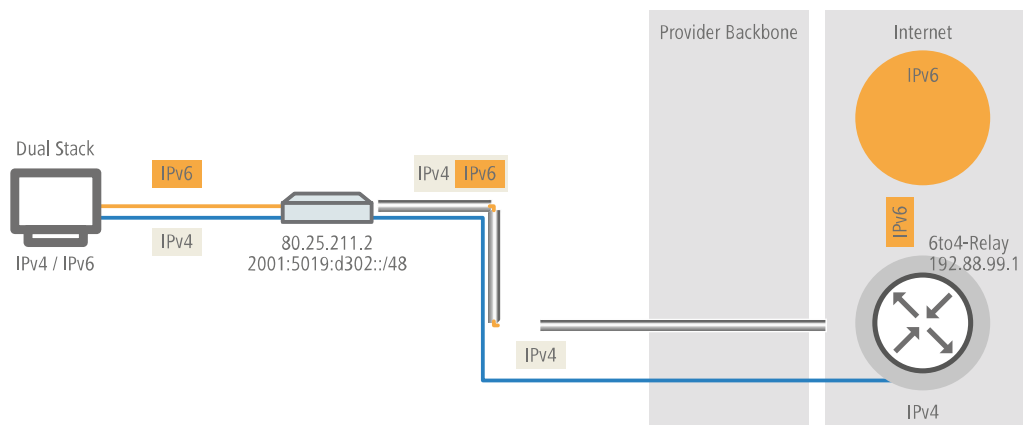 Provider Backbone
Internet
IPv6
Dual Stack
IPv6
IPv4 IPv6
IPv6
IPv4
80.25.211.2
2001:5019:d302::/48
IPv4 / IPv6
6to4-Relay
192.88.99.1
IPv4
IPv4